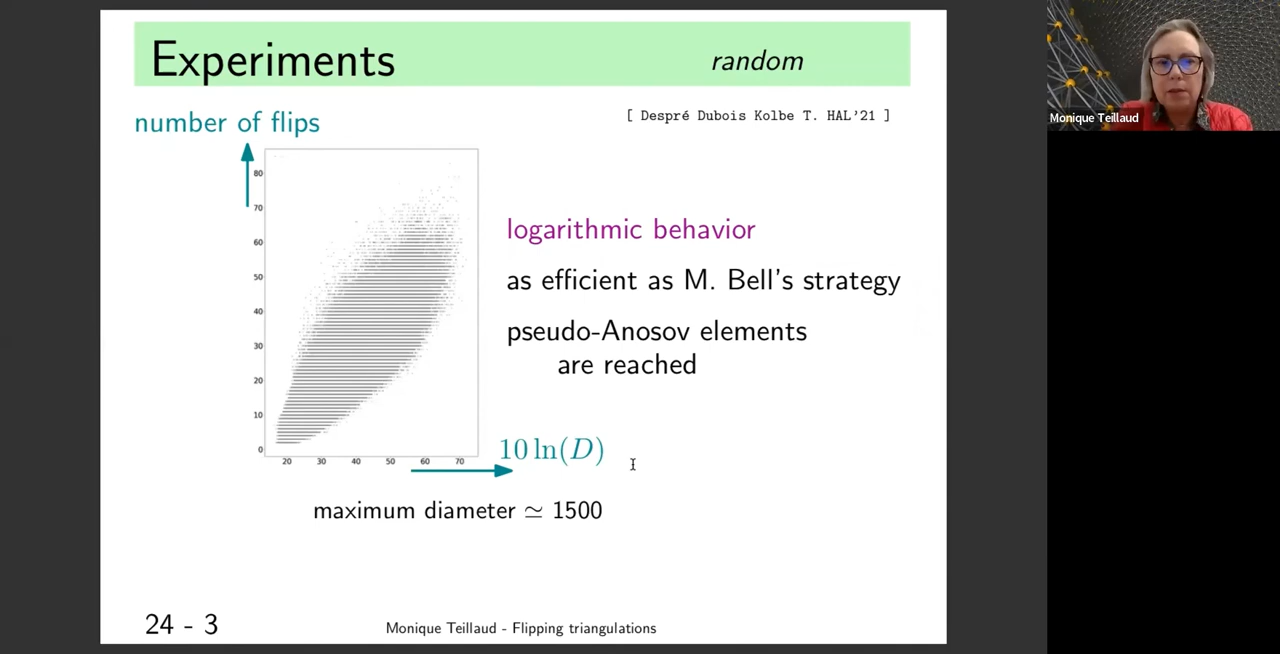 Experiments
random
number of flips
[ Despré Dubois Kolbe T. HAL'21 ]
80
70
60
50
40
30
20
10
0
20 30 40 50 60 70
10 ln(D)
logarithmic behavior
as efficient as M. Bell's strategy
pseudo-Anosov elements
are reached
maximum diameter ≃ 1500
24 - 3
Monique Teillaud - Flipping triangulations
Monique Teillaud